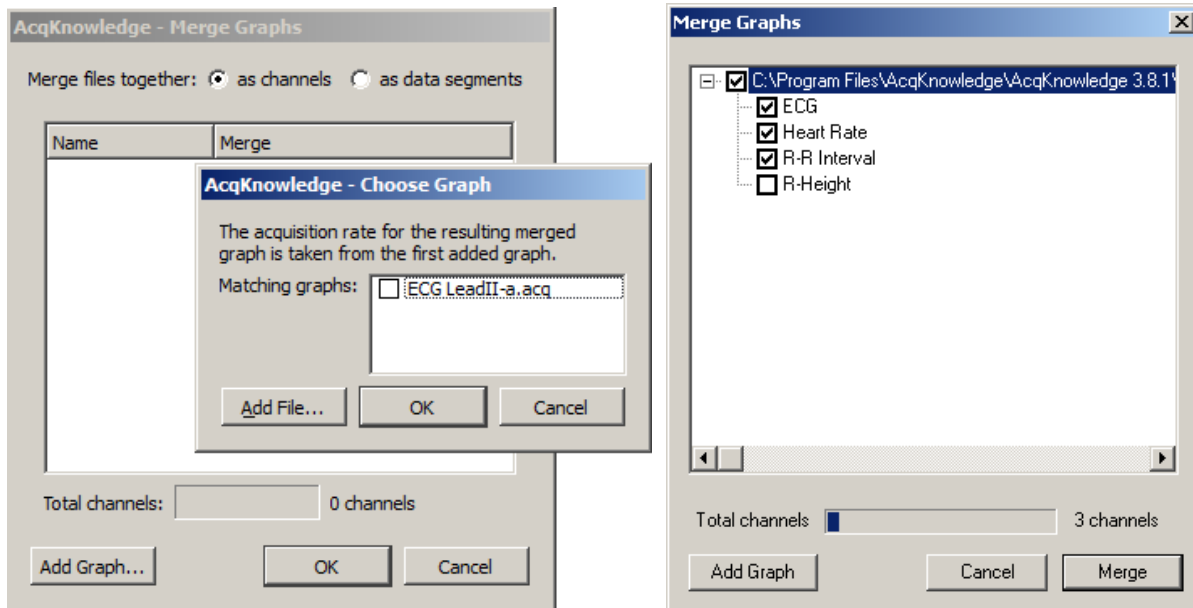 AcqKnowledge - Merge Graphs
Merge files together: as channels as data segments
Name Merge
AcqKnowledge - Choose Graph
The acquisition rate for the resulting merged
graph is taken from the first added graph.
Matching graphs: ECG LeadII-a.acq
Add File... OK Cancel
Total channels: 0 channels
Add Graph... OK Cancel
Merge Graphs
C:\Program Files\AcqKnowledge\AcqKnowledge 3.8.1\
ECG
Heart Rate
R-R Interval
R-Height
Total channels 3 channels
Add Graph Cancel Merge